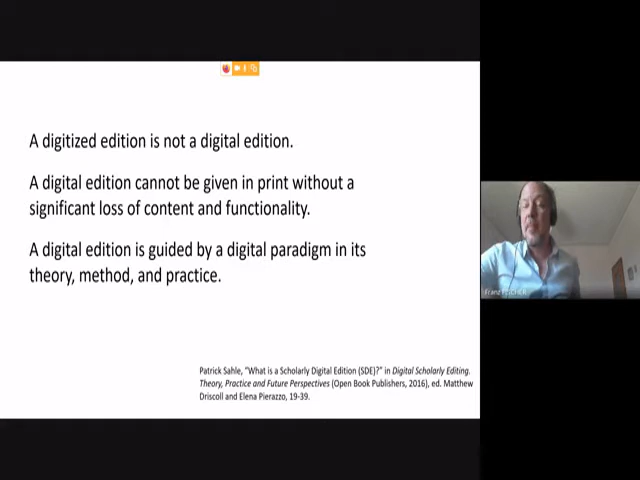 A digitized edition is not a digital edition.
A digital edition cannot be given in print without a
significant loss of content and functionality.
A digital edition is guided by a digital paradigm in its
theory, method, and practice.
Patrick Sahle, "What is a Scholarly Digital Edition (SDE)?" in Digital Scholarly Editing.
Theory, Practice and Future Perspectives (Open Book Publishers, 2016), ed. Matthew
Driscoll and Elena Pierazzo, 19-39.